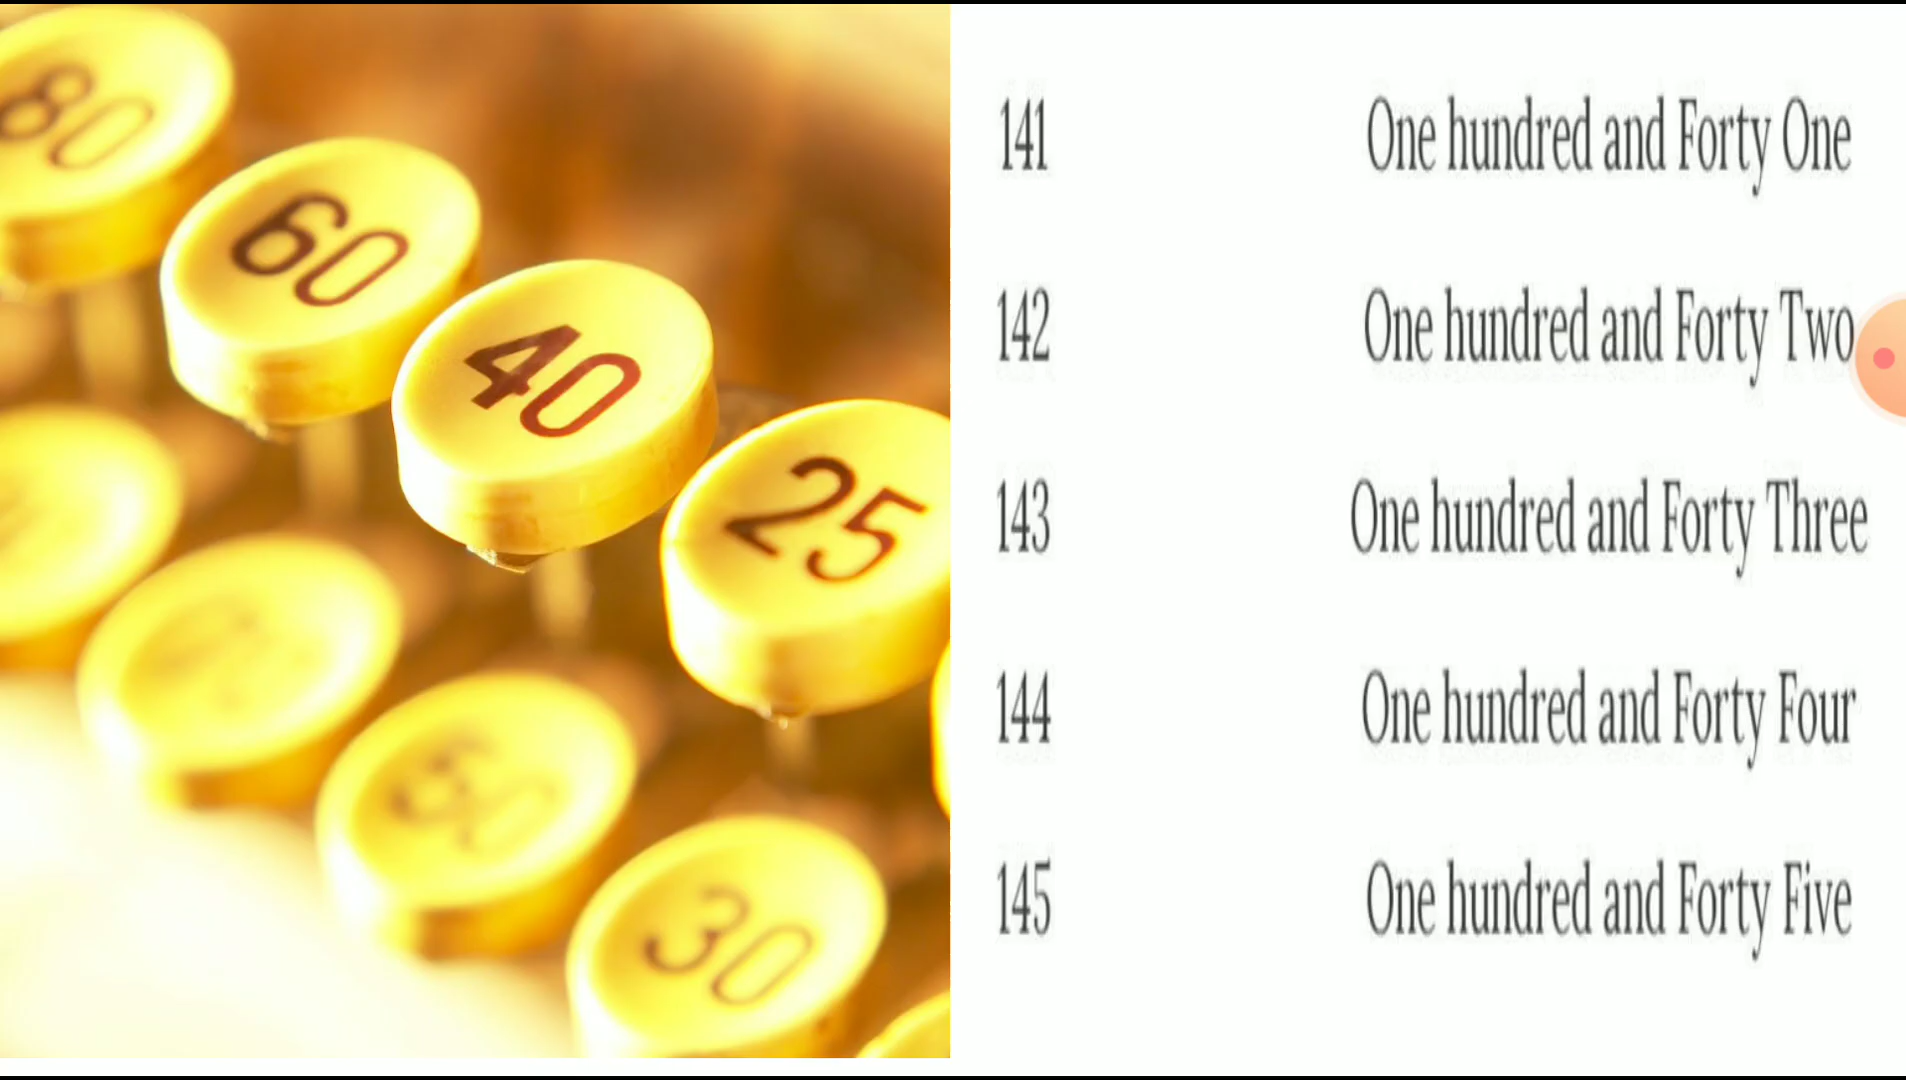 80
60
40
25
30
141 One hundred and Forty One
142 One hundred and Forty Two
143 One hundred and Forty Three
144 One hundred and Forty Four
145 One hundred and Forty Five